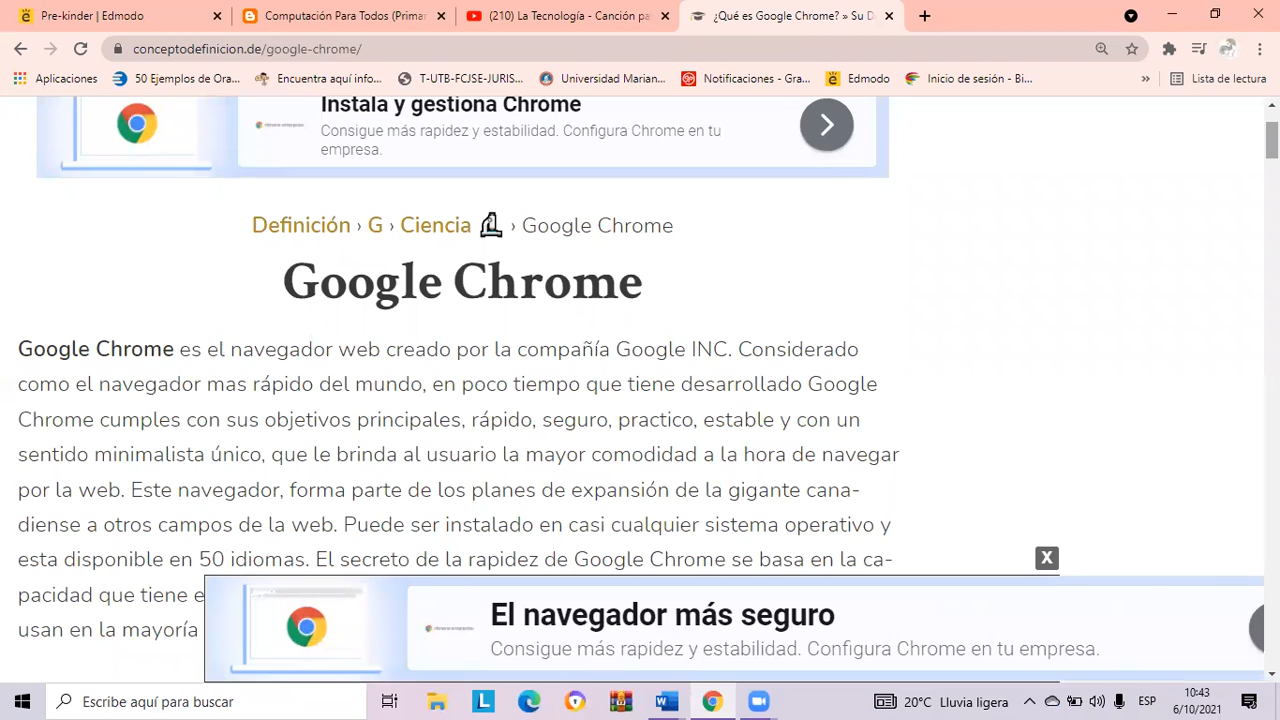 Pre-kinder | Edmodo
Computación Para Todos (Primar
(210) La Tecnología - Canción pa
¿Qué es Google Chrome? » Su D
conceptodefinicion.de/google-chrome/
Aplicaciones
50 Ejemplos de Ora...
Encuentra aquí info...
T-UTB-FCJSE-JURIS...
Universidad Marian...
Notificaciones - Gra...
Edmodo
Inicio de sesión - Bi...
»
Lista de lectura
Instala y gestiona Chrome
Consigue más rapidez y estabilidad. Configura Chrome en tu
empresa.
Definición › G › Ciencia › Google Chrome
Google Chrome
Google Chrome es el navegador web creado por la compañía Google INC. Considerado
como el navegador mas rápido del mundo, en poco tiempo que tiene desarrollado Google
Chrome cumples con sus objetivos principales, rápido, seguro, practico, estable y con un
sentido minimalista único, que le brinda al usuario la mayor comodidad a la hora de navegar
por la web. Este navegador, forma parte de los planes de expansión de la gigante cana-
diense a otros campos de la web. Puede ser instalado en casi cualquier sistema operativo y
esta disponible en 50 idiomas. El secreto de la rapidez de Google Chrome se basa en la ca-
pacidad que tiene e
usan en la mayoría
X
El navegador más seguro
Consigue más rapidez y estabilidad. Configura Chrome en tu empresa.
Escribe aquí para buscar
20°C Lluvia ligera
ESP
10:43
6/10/2021